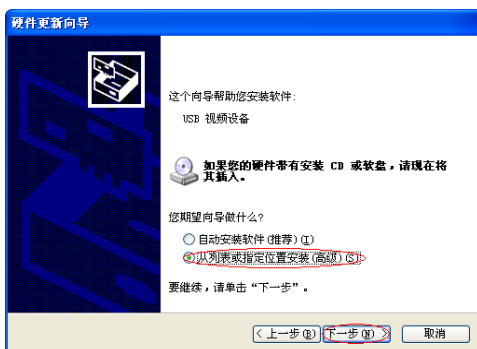 硬件更新向导
这个向导帮助您安装软件:
USB 视频设备
如果您的硬件带有安装 CD 或软盘，请现在将
其插入。
您期望向导做什么?
自动安装软件(推荐)(I)
从列表或指定位置安装(高级)(S)
要继续，请单击“下一步”。
<上一步(B) 下一步(N) > 取消